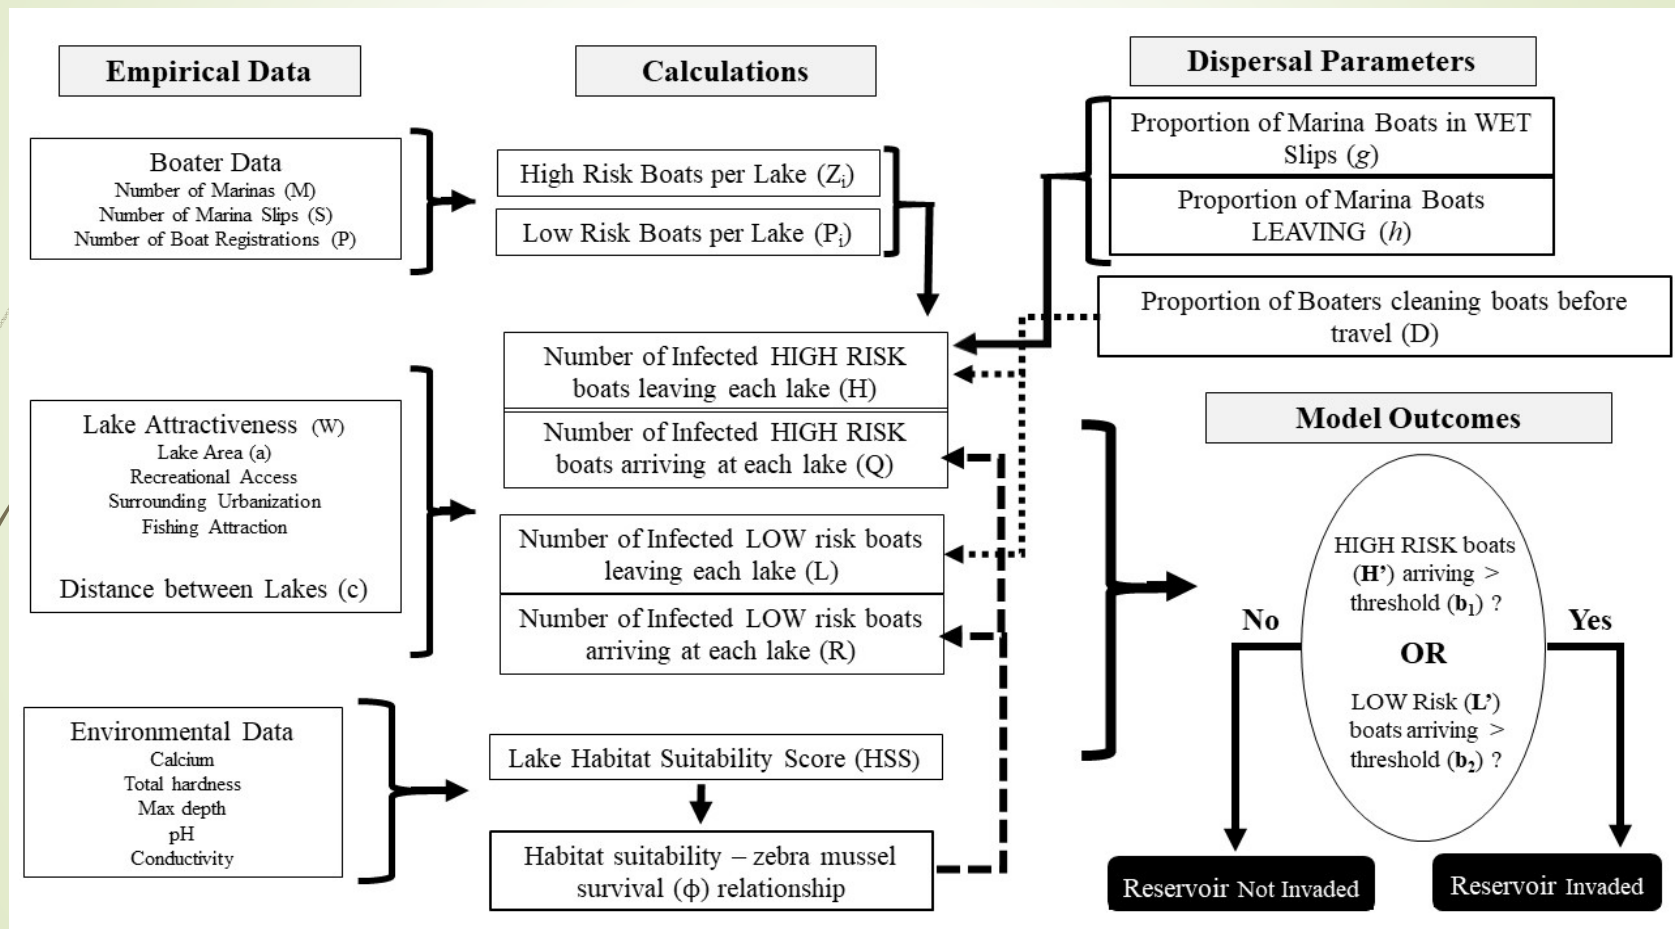 Empirical Data
Boater Data
Number of Marinas (M)
Number of Marina Slips (S)
Number of Boat Registrations (P)
Lake Attractiveness (W)
Lake Area (a)
Recreational Access
Surrounding Urbanization
Fishing Attraction
Distance between Lakes (c)
Environmental Data
Calcium
Total hardness
Max depth
pH
Conductivity
Calculations
High Risk Boats per Lake (Zᵢ)
Low Risk Boats per Lake (Pᵢ)
Number of Infected HIGH RISK
boats leaving each lake (H)
Number of Infected HIGH RISK
boats arriving at each lake (Q)
Number of Infected LOW risk boats
leaving each lake (L)
Number of Infected LOW risk boats
arriving at each lake (R)
Lake Habitat Suitability Score (HSS)
Habitat suitability – zebra mussel
survival (ϕ) relationship
Dispersal Parameters
Proportion of Marina Boats in WET
Slips (g)
Proportion of Marina Boats
LEAVING (h)
Proportion of Boaters cleaning boats before
travel (D)
Model Outcomes
HIGH RISK boats
(H’) arriving >
threshold (b₁) ?
OR
LOW Risk (L’)
boats arriving >
threshold (b₂) ?
No
Yes
Reservoir Not Invaded
Reservoir Invaded